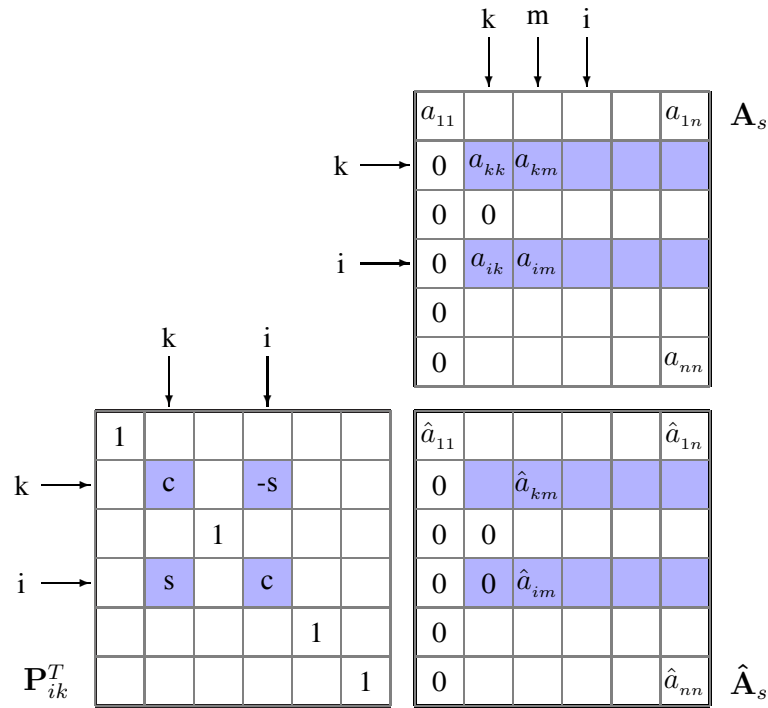 k m i
a₁₁ a₁ₙ 𝐀ₛ
k 0 aₖₖ aₖₘ
0 0
i 0 aᵢₖ aᵢₘ
0
k i
0 aₙₙ
1 â₁₁ â₁ₙ
k c -s 0 âₖₘ
1 0 0
i s c 0 0 âᵢₘ
1 0
𝐏ᵢₖᵀ 1 0 âₙₙ 𝐀̂ₛ